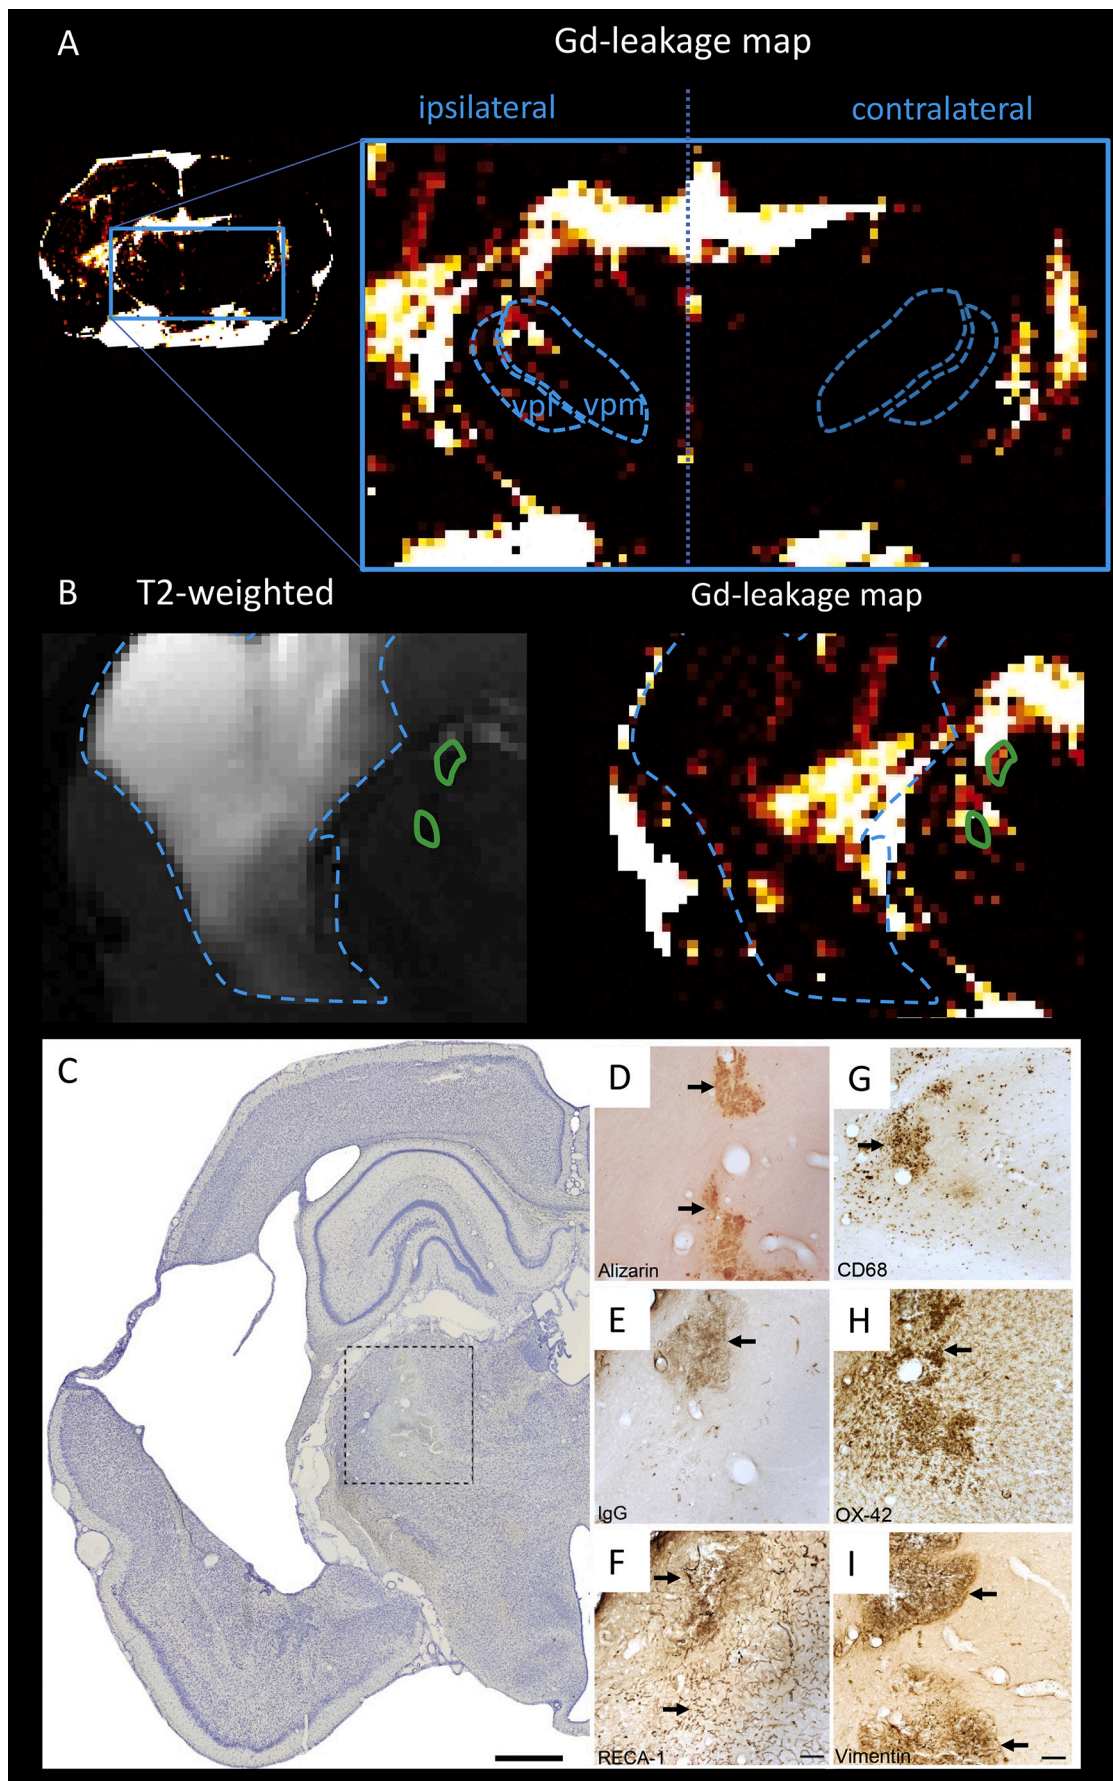 A
Gd-leakage map
ipsilateral
contralateral
vpl
vpm
B
T2-weighted
Gd-leakage map
C
D
Alizarin
G
CD68
E
IgG
H
OX-42
F
RECA-1
I
Vimentin